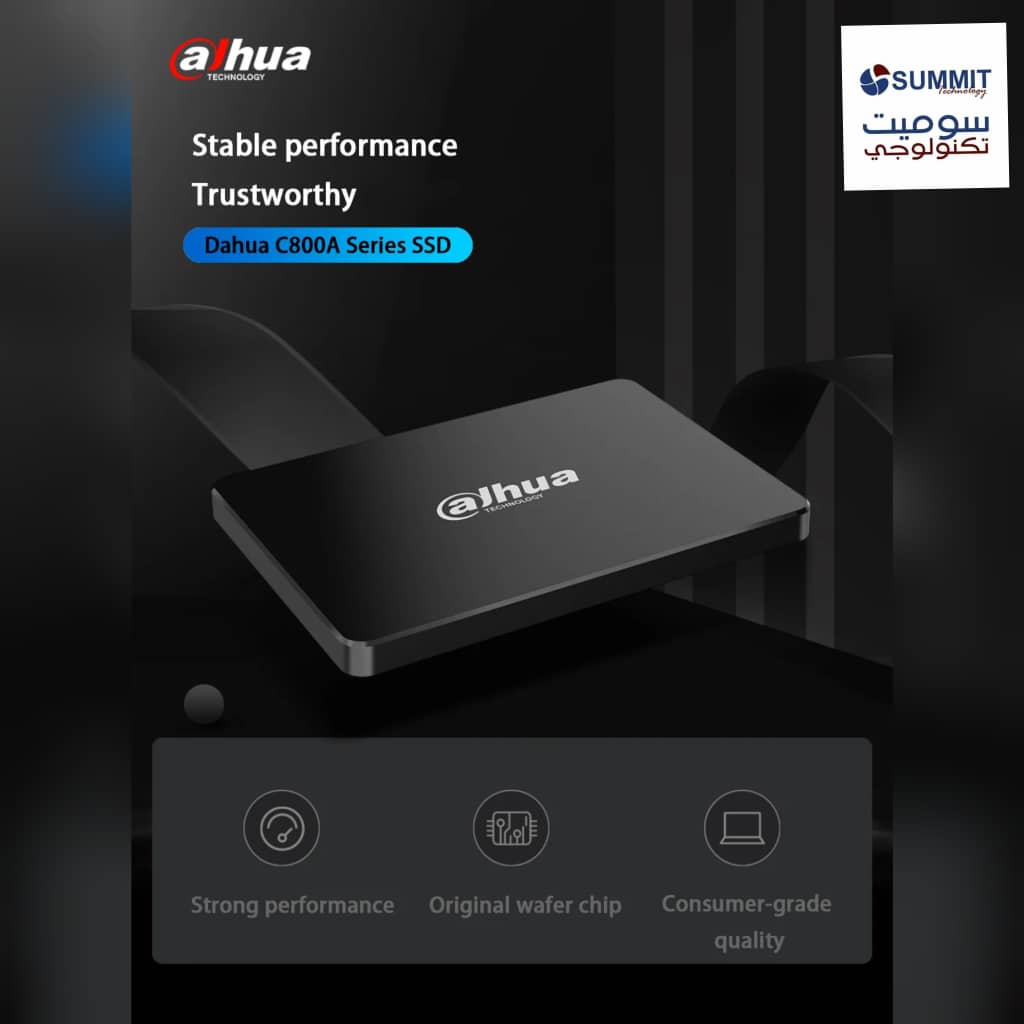 alhua
TECHNOLOGY
SUMMIT
Technology
سوميت
تكنولوجي
Stable performance
Trustworthy
Dahua C800A Series SSD
alhua
TECHNOLOGY
Strong performance
Original wafer chip
Consumer-grade
quality